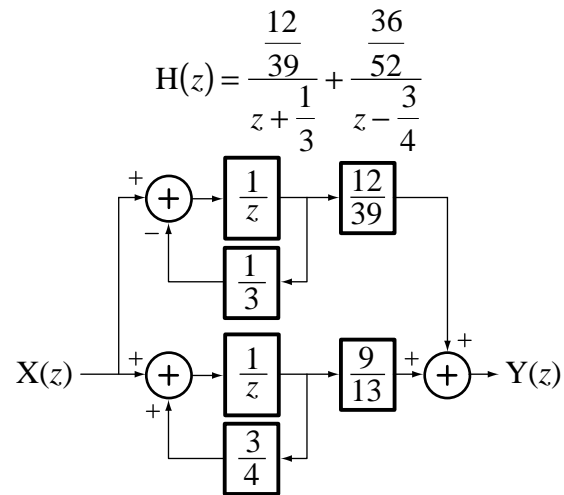 H(z) = (12/39)/(z + 1/3) + (36/52)/(z − 3/4)
+ + 1/z 12/39
−
1/3 +
X(z) + + 1/z 9/13 + + Y(z)
+
3/4